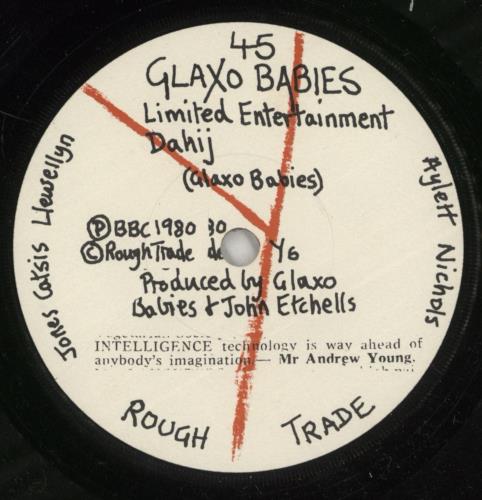 45
GLAXO BABIES
Limited Entertainment
Dahij
(Glaxo Babies)
Ⓟ BBC 1980
© Rough Trade
Produced by Glaxo
Babies + John Etchells
INTELLIGENCE technology is way ahead of
anybody's imagination.— Mr Andrew Young.
ROUGH TRADE
Jones Catsis Llewellyn
Aylett Nichols